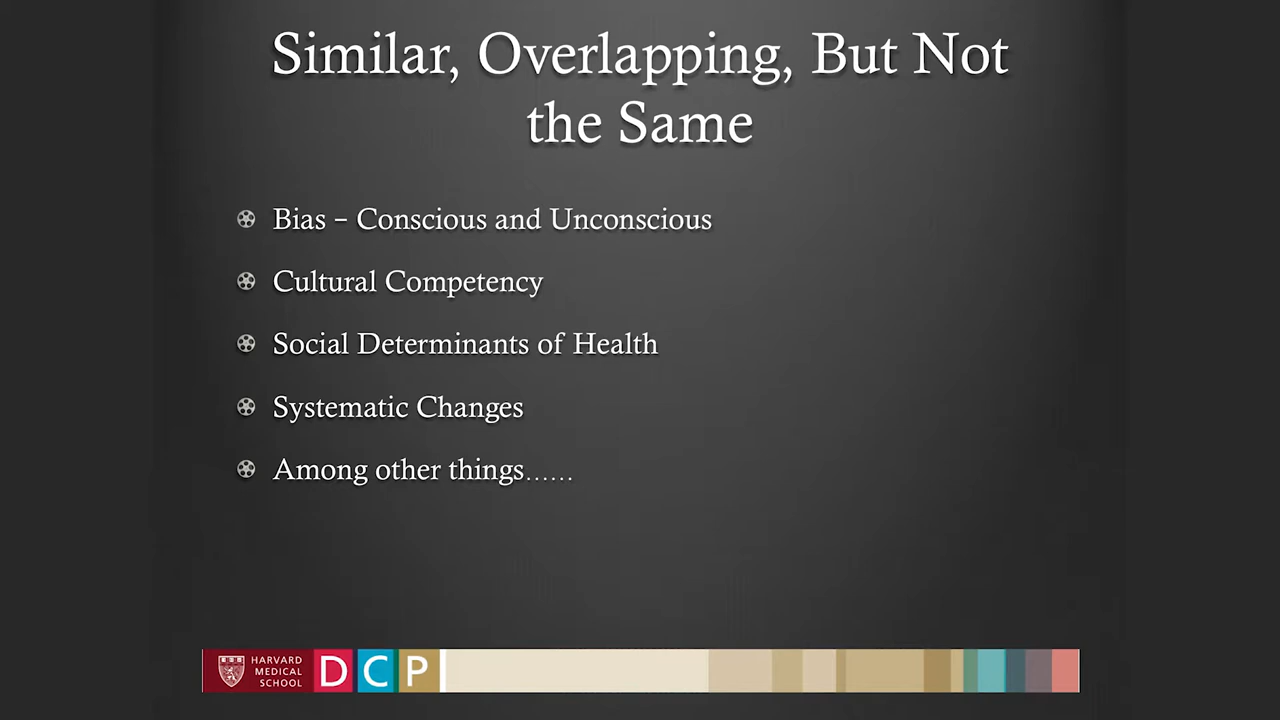 Similar, Overlapping, But Not
the Same
Bias – Conscious and Unconscious
Cultural Competency
Social Determinants of Health
Systematic Changes
Among other things......
HARVARD
MEDICAL
SCHOOL
DCP